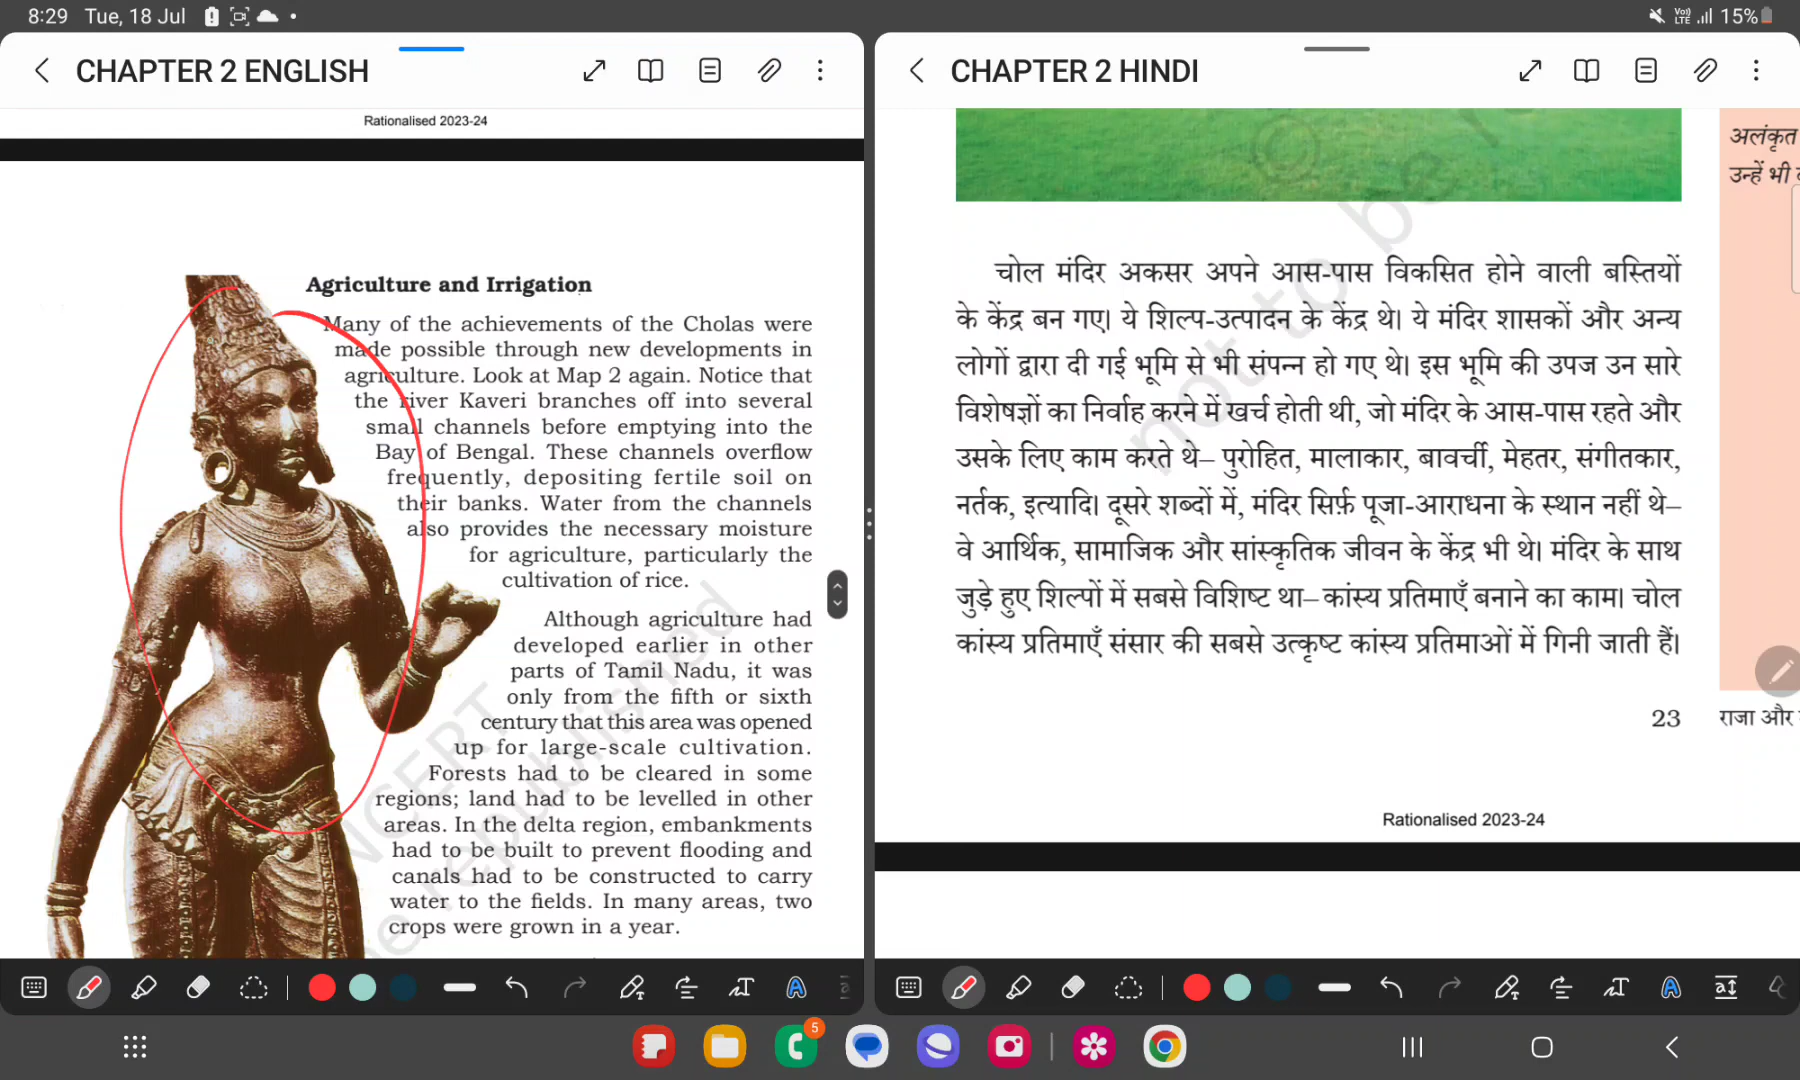 8:29 Tue, 18 Jul
15%
CHAPTER 2 ENGLISH
Rationalised 2023-24
Agriculture and Irrigation
Many of the achievements of the Cholas were
made possible through new developments in
agriculture. Look at Map 2 again. Notice that
the river Kaveri branches off into several
small channels before emptying into the
Bay of Bengal. These channels overflow
frequently, depositing fertile soil on
their banks. Water from the channels
also provides the necessary moisture
for agriculture, particularly the
cultivation of rice.
Although agriculture had
developed earlier in other
parts of Tamil Nadu, it was
only from the fifth or sixth
century that this area was opened
up for large-scale cultivation.
Forests had to be cleared in some
regions; land had to be levelled in other
areas. In the delta region, embankments
had to be built to prevent flooding and
canals had to be constructed to carry
water to the fields. In many areas, two
crops were grown in a year.
CHAPTER 2 HINDI
अलंकृत
उन्हें भी
चोल मंदिर अकसर अपने आस-पास विकसित होने वाली बस्तियों
के केंद्र बन गए। ये शिल्प-उत्पादन के केंद्र थे। ये मंदिर शासकों और अन्य
लोगों द्वारा दी गई भूमि से भी संपन्न हो गए थे। इस भूमि की उपज उन सारे
विशेषज्ञों का निर्वाह करने में खर्च होती थी, जो मंदिर के आस-पास रहते और
उसके लिए काम करते थे– पुरोहित, मालाकार, बावर्ची, मेहतर, संगीतकार,
नर्तक, इत्यादि। दूसरे शब्दों में, मंदिर सिर्फ़ पूजा-आराधना के स्थान नहीं थे–
वे आर्थिक, सामाजिक और सांस्कृतिक जीवन के केंद्र भी थे। मंदिर के साथ
जुड़े हुए शिल्पों में सबसे विशिष्ट था– कांस्य प्रतिमाएँ बनाने का काम। चोल
कांस्य प्रतिमाएँ संसार की सबसे उत्कृष्ट कांस्य प्रतिमाओं में गिनी जाती हैं।
23
राजा और
Rationalised 2023-24
not to be
NCERT
be republished
5